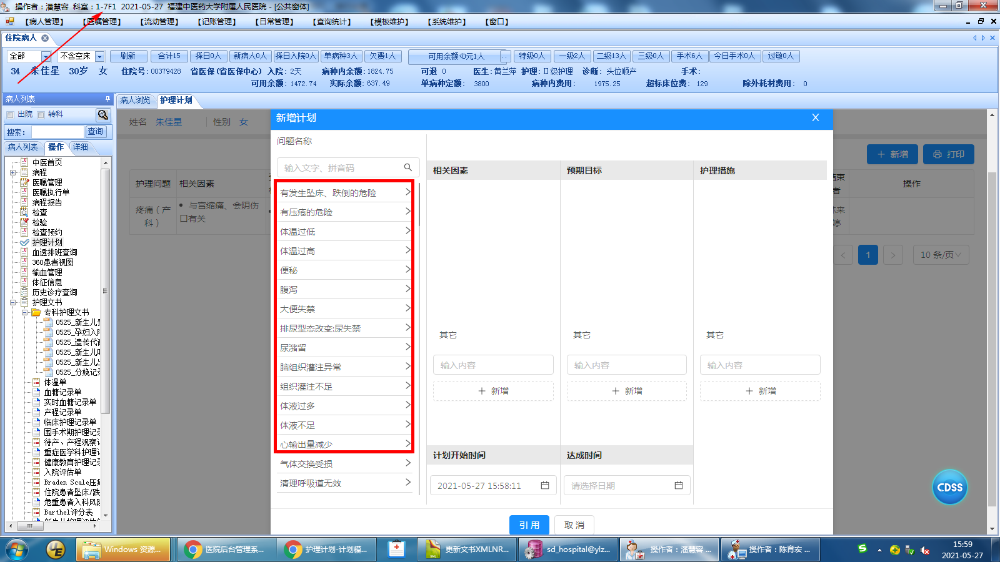 操作者：潘慧容 科室：1-7F1 2021-05-27 福建中医药大学附属人民医院 - [公共窗体]
【病人管理】 【医嘱管理】 【流动管理】 【记账管理】 【日常管理】 【查询统计】 【模板维护】 【系统维护】 【窗口】
住院病人
全部 不含空床 刷新 合计15 择日0人 新病人0人 择日入院0人 单病种3人 欠费1人 可用余额<0元1人 .. 特级0人 一级2人 二级13人 三级0人 手术6人 今日手术0人 过敏0人
34 朱佳星 30岁 女 住院号:00379428 省医保(省医保中心) 入院: 2天 病种内余额:1824.75 可退 0 医生:黄兰萍 护理:Ⅱ级护理 诊断: 头位顺产 手术:
可用余额: 1472.74 实际余额: 637.49 单病种定额: 3800 病种内费用: 1975.25 超标床位费: 129 除外耗材费用: 0
病人列表
病人浏览 护理计划
出院 转科
搜索: 查询
病人列表 操作 详细
中医首页
病程
医嘱管理
医嘱执行单
病程报告
检查
检验
检查预约
护理计划
血透排班查询
360患者视图
输血管理
体征信息
历史诊疗查询
护理文书
专科护理文书
0525_新生儿
0525_孕妇入
0525_遗传代
0525_新生儿
0525_新生儿
0525_分娩记
体温单
血糖记录单
实时血糖记录单
产程记录单
临床护理记录单
围手术期护理记
待产、产程观察
重症医学科护理
健康教育护理记
入院评估单
Braden Scale压
住院患者坠床/跌
危重患者入科风
Barthel评分表
姓名 朱佳星 性别 女
新增 打印
护理问题 相关因素 操作
疼痛（产科）
与宫缩痛、会阴伤口有关
1 10 条/页
新增计划 X
问题名称
输入文字、拼音码
有发生坠床、跌倒的危险
有压疮的危险
体温过低
体温过高
便秘
腹泻
大便失禁
排尿型态改变:尿失禁
尿潴留
脑组织灌注异常
组织灌注不足
体液过多
体液不足
心输出量减少
气体交换受损
清理呼吸道无效
相关因素 预期目标 护理措施
其它 其它 其它
输入内容 输入内容 输入内容
新增 新增 新增
计划开始时间 达成时间
2021-05-27 15:58:11 请选择日期
引 用 取 消
CDSS
Windows 资源... 医院后台管理系... 护理计划-计划模... 更新文书XMLNR... sd_hospital@ylz... 操作者：潘慧容 ... 操作者：陈育宏 ...
15:59
2021-05-27